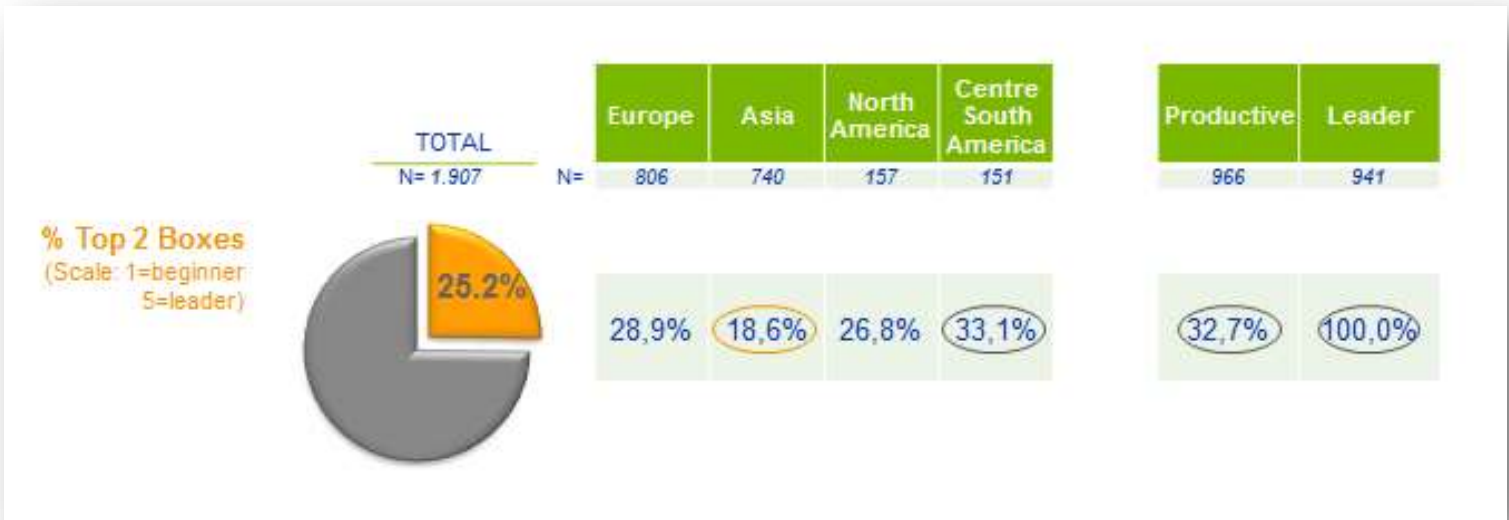 Europe Asia North America Centre South America Productive Leader
TOTAL
N= 1.907 N= 806 740 157 151 966 941
% Top 2 Boxes
(Scale: 1=beginner
5=leader)
25.2%
28,9% 18,6% 26,8% 33,1% 32,7% 100,0%